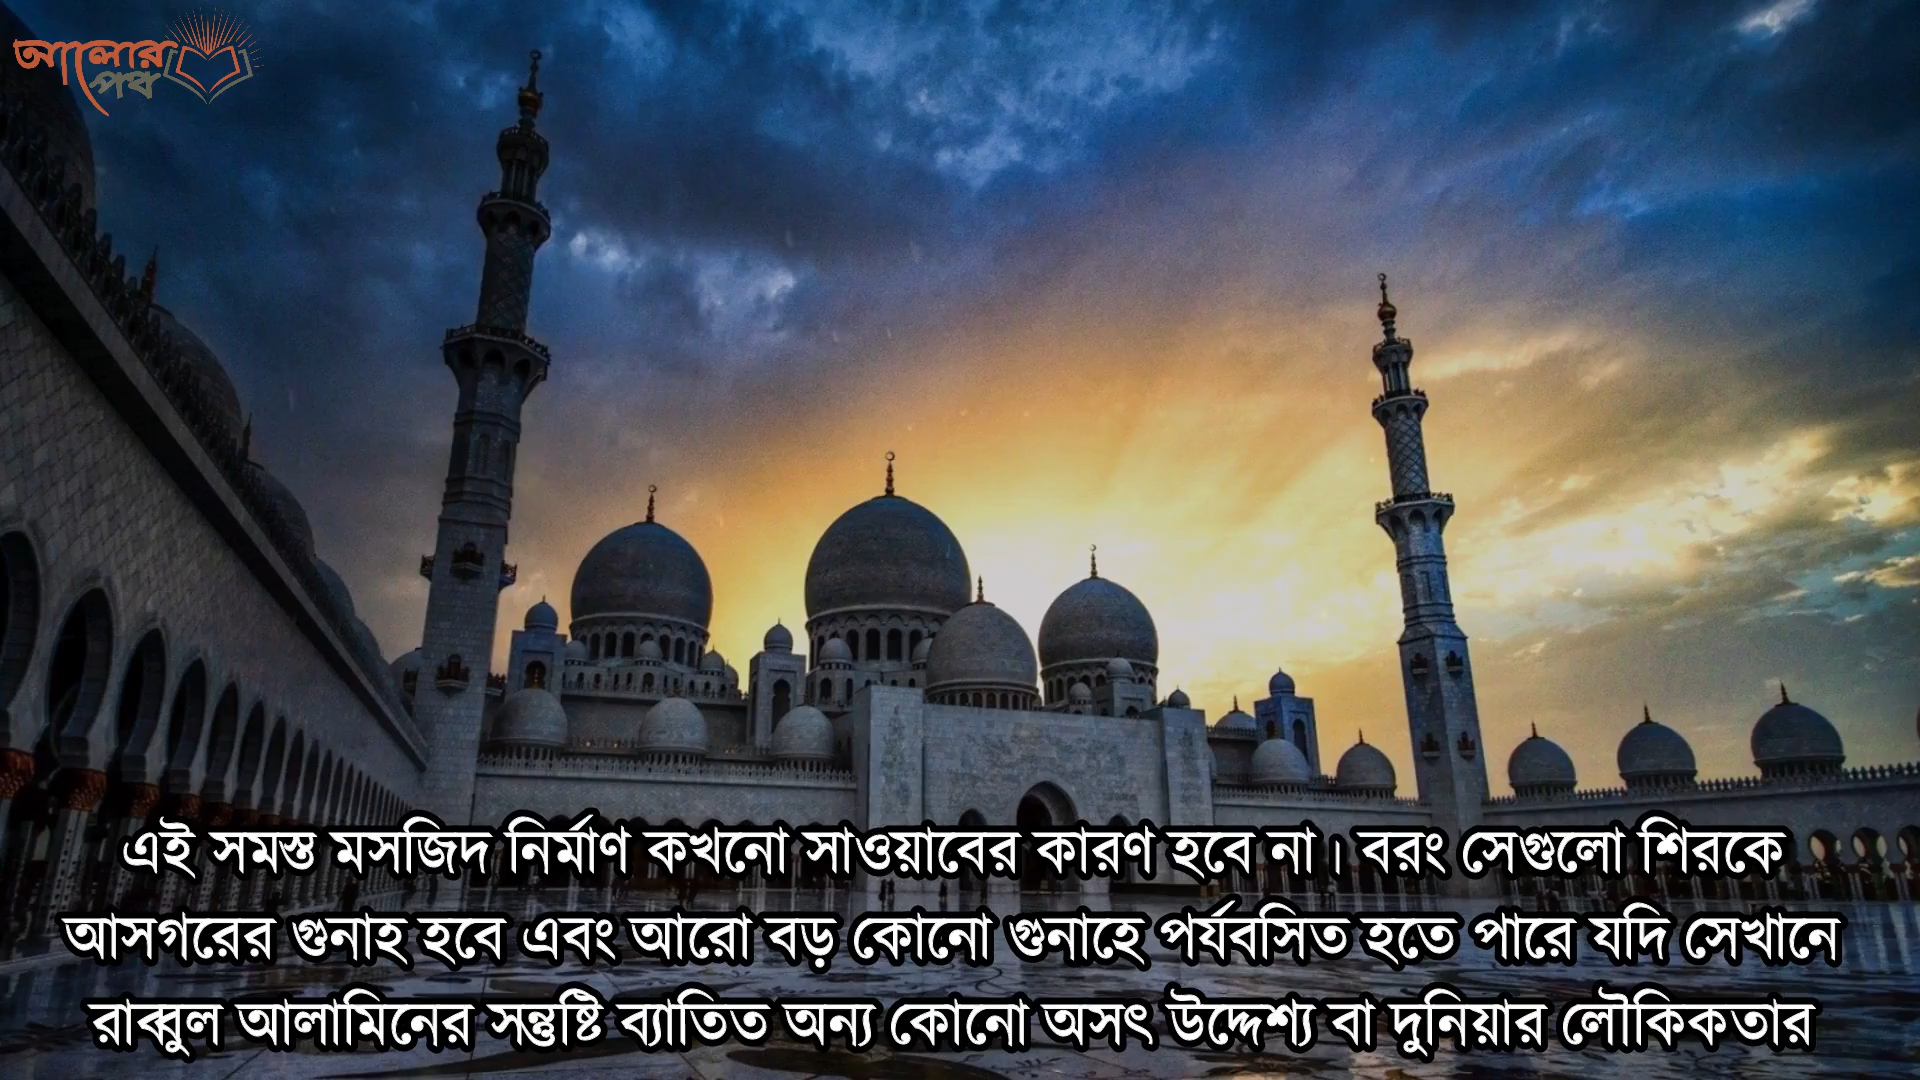 আলোর
পথ
এই সমস্ত মসজিদ নির্মাণ কখনো সাওয়াবের কারণ হবে না। বরং সেগুলো শিরকে
আসগরের গুনাহ হবে এবং আরো বড় কোনো গুনাহে পর্যবসিত হতে পারে যদি সেখানে
রাব্বুল আলামিনের সন্তুষ্টি ব্যাতিত অন্য কোনো অসৎ উদ্দেশ্য বা দুনিয়ার লৌকিকতার